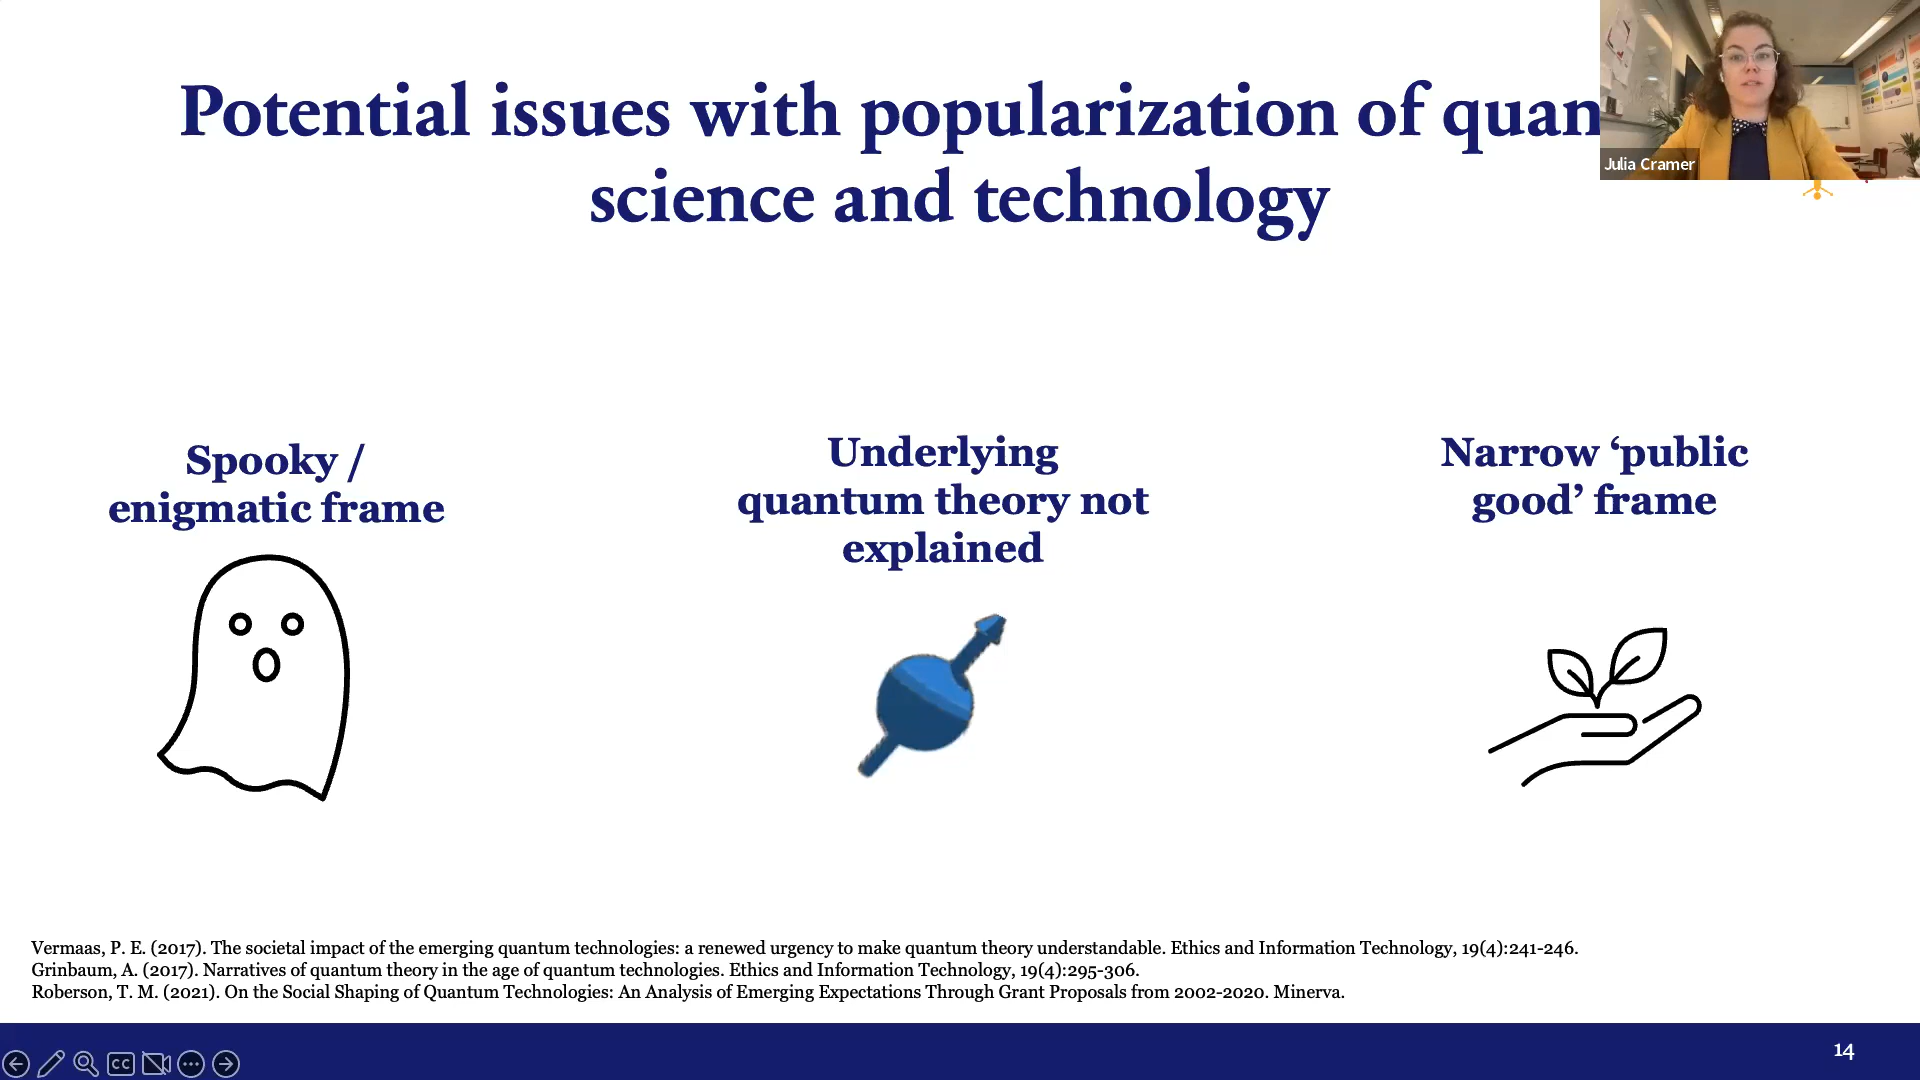 Potential issues with popularization of quan
science and technology
Julia Cramer
Spooky /
enigmatic frame
Underlying
quantum theory not
explained
Narrow ‘public
good’ frame
Vermaas, P. E. (2017). The societal impact of the emerging quantum technologies: a renewed urgency to make quantum theory understandable. Ethics and Information Technology, 19(4):241-246.
Grinbaum, A. (2017). Narratives of quantum theory in the age of quantum technologies. Ethics and Information Technology, 19(4):295-306.
Roberson, T. M. (2021). On the Social Shaping of Quantum Technologies: An Analysis of Emerging Expectations Through Grant Proposals from 2002-2020. Minerva.
CC
14